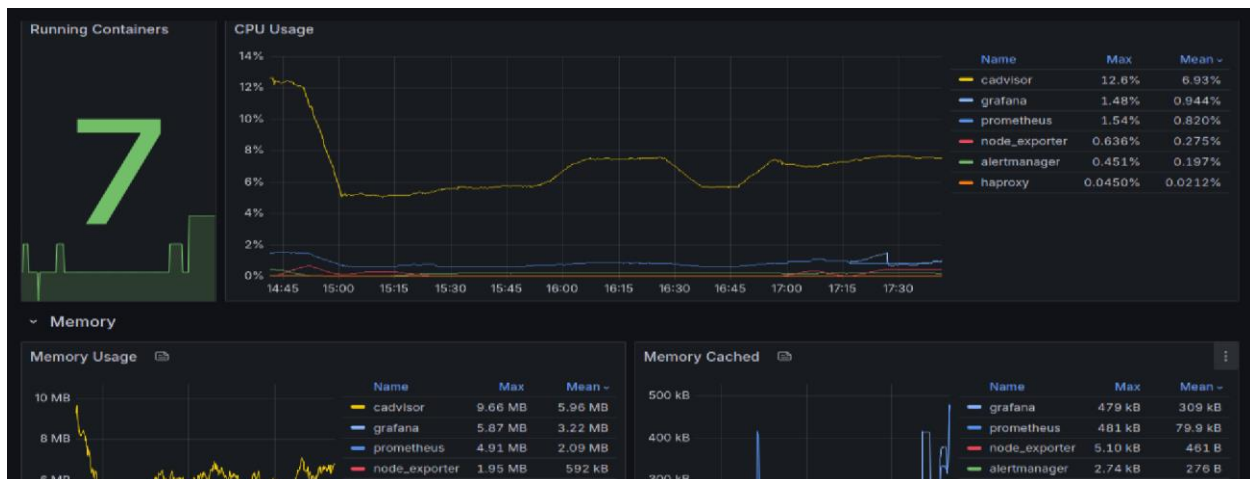 Running Containers
7
CPU Usage
14%
12%
10%
8%
6%
4%
2%
0%
14:45 15:00 15:15 15:30 15:45 16:00 16:15 16:30 16:45 17:00 17:15 17:30
Name Max Mean
cadvisor 12.6% 6.93%
grafana 1.48% 0.944%
prometheus 1.54% 0.820%
node_exporter 0.636% 0.275%
alertmanager 0.451% 0.197%
haproxy 0.0450% 0.0212%
Memory
Memory Usage
10 MB
8 MB
6 MB
Name Max Mean
cadvisor 9.66 MB 5.96 MB
grafana 5.87 MB 3.22 MB
prometheus 4.91 MB 2.09 MB
node_exporter 1.95 MB 592 kB
Memory Cached
500 kB
400 kB
300 kB
Name Max Mean
grafana 479 kB 309 kB
prometheus 481 kB 79.9 kB
node_exporter 5.10 kB 461 B
alertmanager 2.74 kB 276 B